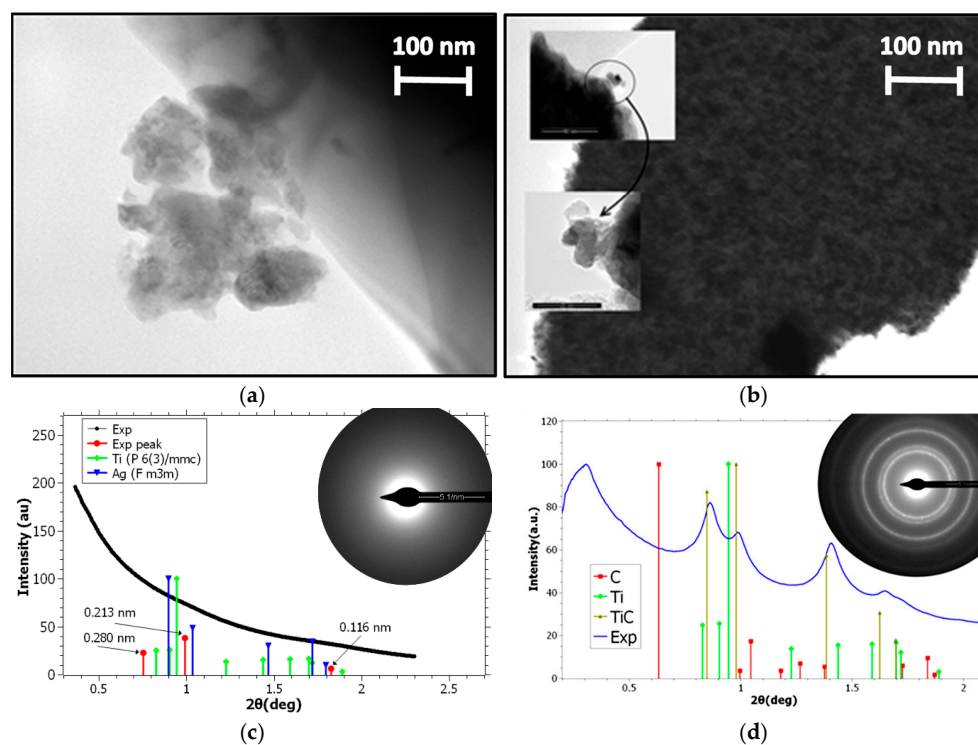 100 nm
100 nm
(a)
(b)
Exp
Exp peak
Ti (P 6(3)/mmc)
Ag (F m3m)
5 1/nm
0.213 nm
0.280 nm
0.116 nm
Intensity (au)
250
200
150
100
50
0
0.5
1
1.5
2
2.5
2θ(deg)
C
Ti
TiC
Exp
Intensity(a.u.)
120
100
80
60
40
20
0
0.5
1
1.5
2
2θ(deg)
(c)
(d)